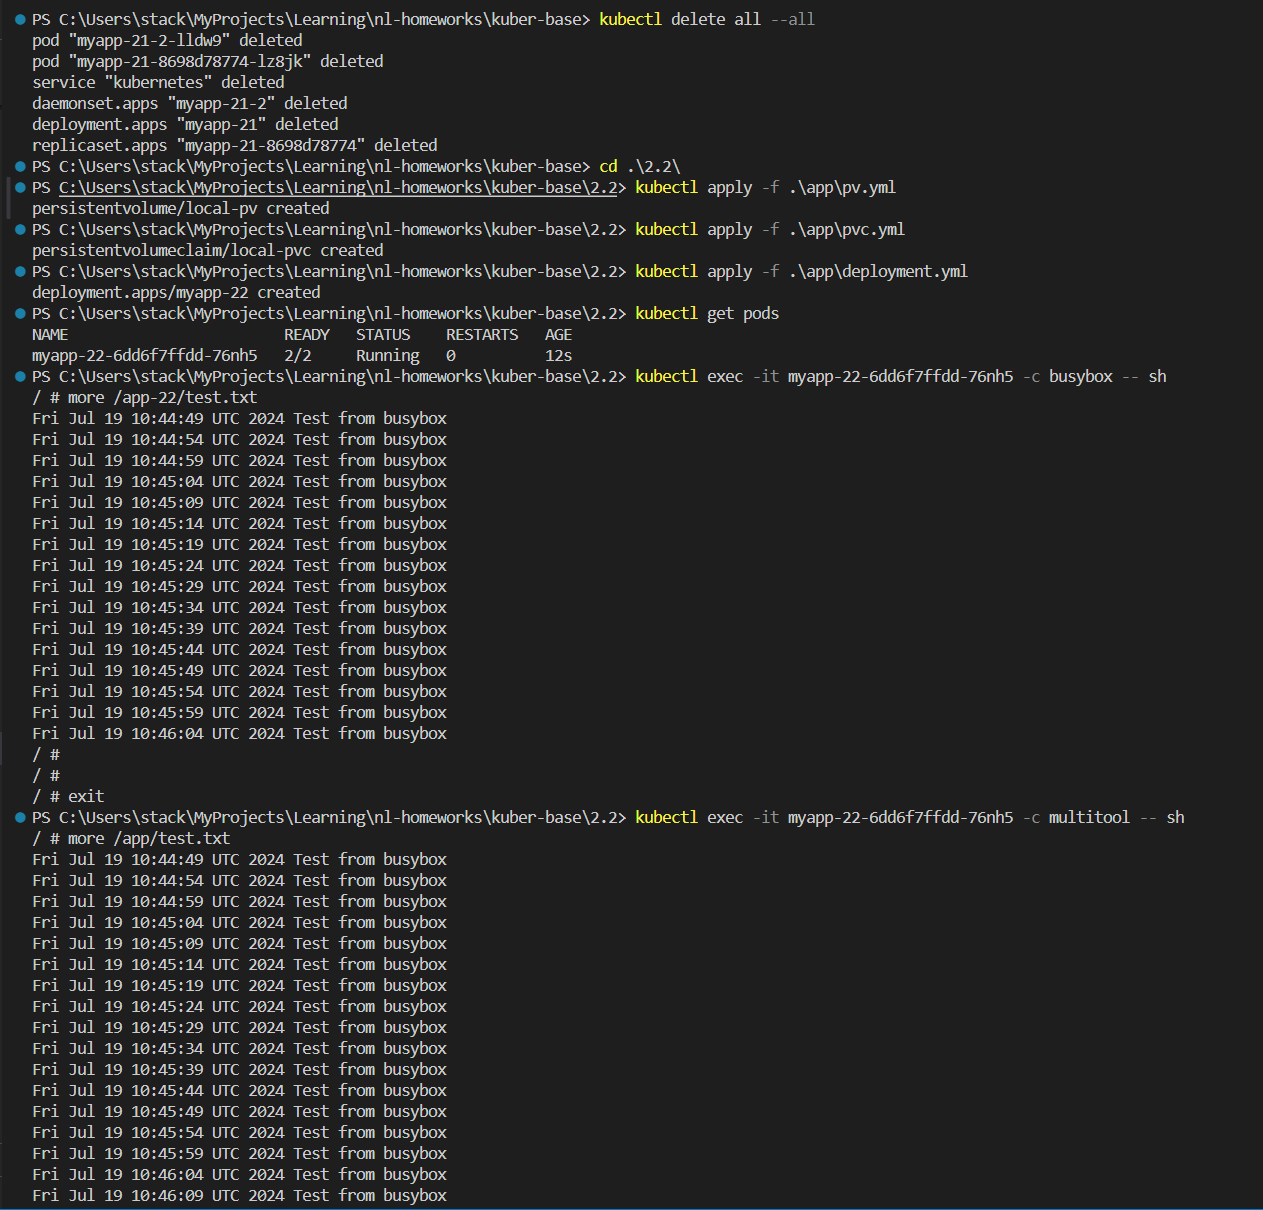 PS C:\Users\stack\MyProjects\Learning\nl-homeworks\kuber-base> kubectl delete all --all
pod "myapp-21-2-lldw9" deleted
pod "myapp-21-8698d78774-lz8jk" deleted
service "kubernetes" deleted
daemonset.apps "myapp-21-2" deleted
deployment.apps "myapp-21" deleted
replicaset.apps "myapp-21-8698d78774" deleted
PS C:\Users\stack\MyProjects\Learning\nl-homeworks\kuber-base> cd .\2.2\
PS C:\Users\stack\MyProjects\Learning\nl-homeworks\kuber-base\2.2> kubectl apply -f .\app\pv.yml
persistentvolume/local-pv created
PS C:\Users\stack\MyProjects\Learning\nl-homeworks\kuber-base\2.2> kubectl apply -f .\app\pvc.yml
persistentvolumeclaim/local-pvc created
PS C:\Users\stack\MyProjects\Learning\nl-homeworks\kuber-base\2.2> kubectl apply -f .\app\deployment.yml
deployment.apps/myapp-22 created
PS C:\Users\stack\MyProjects\Learning\nl-homeworks\kuber-base\2.2> kubectl get pods
NAME READY STATUS RESTARTS AGE
myapp-22-6dd6f7ffdd-76nh5 2/2 Running 0 12s
PS C:\Users\stack\MyProjects\Learning\nl-homeworks\kuber-base\2.2> kubectl exec -it myapp-22-6dd6f7ffdd-76nh5 -c busybox -- sh
/ # more /app-22/test.txt
Fri Jul 19 10:44:49 UTC 2024 Test from busybox
Fri Jul 19 10:44:54 UTC 2024 Test from busybox
Fri Jul 19 10:44:59 UTC 2024 Test from busybox
Fri Jul 19 10:45:04 UTC 2024 Test from busybox
Fri Jul 19 10:45:09 UTC 2024 Test from busybox
Fri Jul 19 10:45:14 UTC 2024 Test from busybox
Fri Jul 19 10:45:19 UTC 2024 Test from busybox
Fri Jul 19 10:45:24 UTC 2024 Test from busybox
Fri Jul 19 10:45:29 UTC 2024 Test from busybox
Fri Jul 19 10:45:34 UTC 2024 Test from busybox
Fri Jul 19 10:45:39 UTC 2024 Test from busybox
Fri Jul 19 10:45:44 UTC 2024 Test from busybox
Fri Jul 19 10:45:49 UTC 2024 Test from busybox
Fri Jul 19 10:45:54 UTC 2024 Test from busybox
Fri Jul 19 10:45:59 UTC 2024 Test from busybox
Fri Jul 19 10:46:04 UTC 2024 Test from busybox
/ #
/ #
/ # exit
PS C:\Users\stack\MyProjects\Learning\nl-homeworks\kuber-base\2.2> kubectl exec -it myapp-22-6dd6f7ffdd-76nh5 -c multitool -- sh
/ # more /app/test.txt
Fri Jul 19 10:44:49 UTC 2024 Test from busybox
Fri Jul 19 10:44:54 UTC 2024 Test from busybox
Fri Jul 19 10:44:59 UTC 2024 Test from busybox
Fri Jul 19 10:45:04 UTC 2024 Test from busybox
Fri Jul 19 10:45:09 UTC 2024 Test from busybox
Fri Jul 19 10:45:14 UTC 2024 Test from busybox
Fri Jul 19 10:45:19 UTC 2024 Test from busybox
Fri Jul 19 10:45:24 UTC 2024 Test from busybox
Fri Jul 19 10:45:29 UTC 2024 Test from busybox
Fri Jul 19 10:45:34 UTC 2024 Test from busybox
Fri Jul 19 10:45:39 UTC 2024 Test from busybox
Fri Jul 19 10:45:44 UTC 2024 Test from busybox
Fri Jul 19 10:45:49 UTC 2024 Test from busybox
Fri Jul 19 10:45:54 UTC 2024 Test from busybox
Fri Jul 19 10:45:59 UTC 2024 Test from busybox
Fri Jul 19 10:46:04 UTC 2024 Test from busybox
Fri Jul 19 10:46:09 UTC 2024 Test from busybox